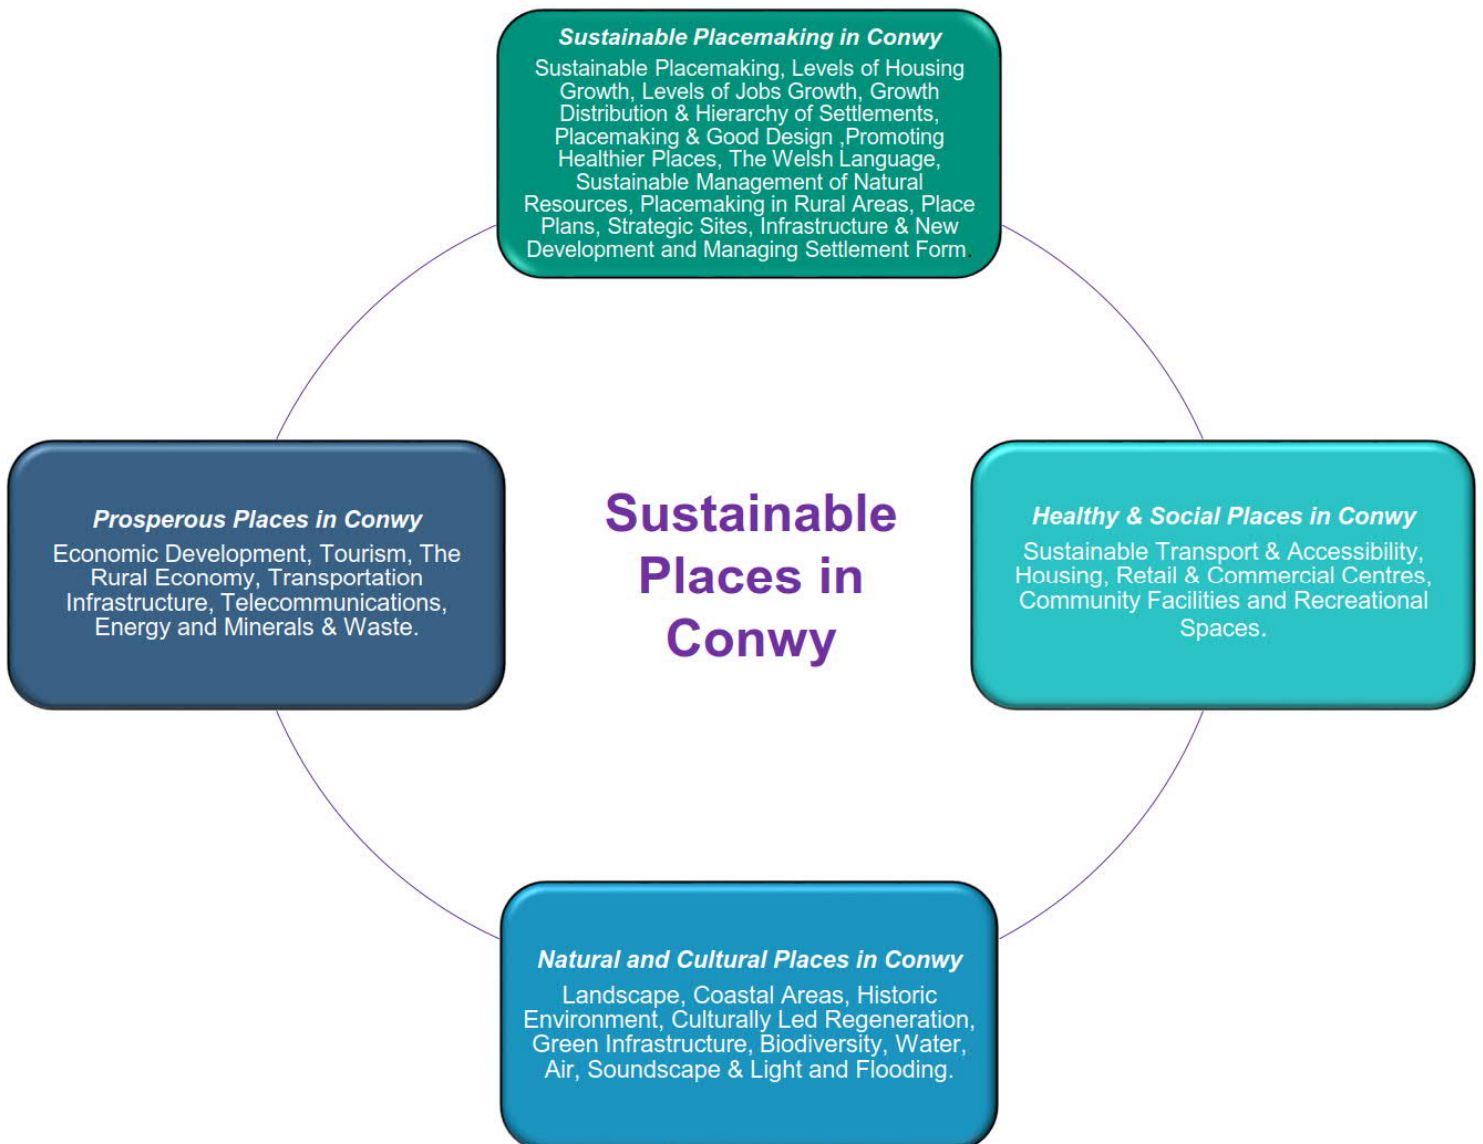 Sustainable Placemaking in Conwy
Sustainable Placemaking, Levels of Housing
Growth, Levels of Jobs Growth, Growth
Distribution & Hierarchy of Settlements,
Placemaking & Good Design ,Promoting
Healthier Places, The Welsh Language,
Sustainable Management of Natural
Resources, Placemaking in Rural Areas, Place
Plans, Strategic Sites, Infrastructure & New
Development and Managing Settlement Form.
Prosperous Places in Conwy
Economic Development, Tourism, The
Rural Economy, Transportation
Infrastructure, Telecommunications,
Energy and Minerals & Waste.
Sustainable
Places in
Conwy
Healthy & Social Places in Conwy
Sustainable Transport & Accessibility,
Housing, Retail & Commercial Centres,
Community Facilities and Recreational
Spaces.
Natural and Cultural Places in Conwy
Landscape, Coastal Areas, Historic
Environment, Culturally Led Regeneration,
Green Infrastructure, Biodiversity, Water,
Air, Soundscape & Light and Flooding.